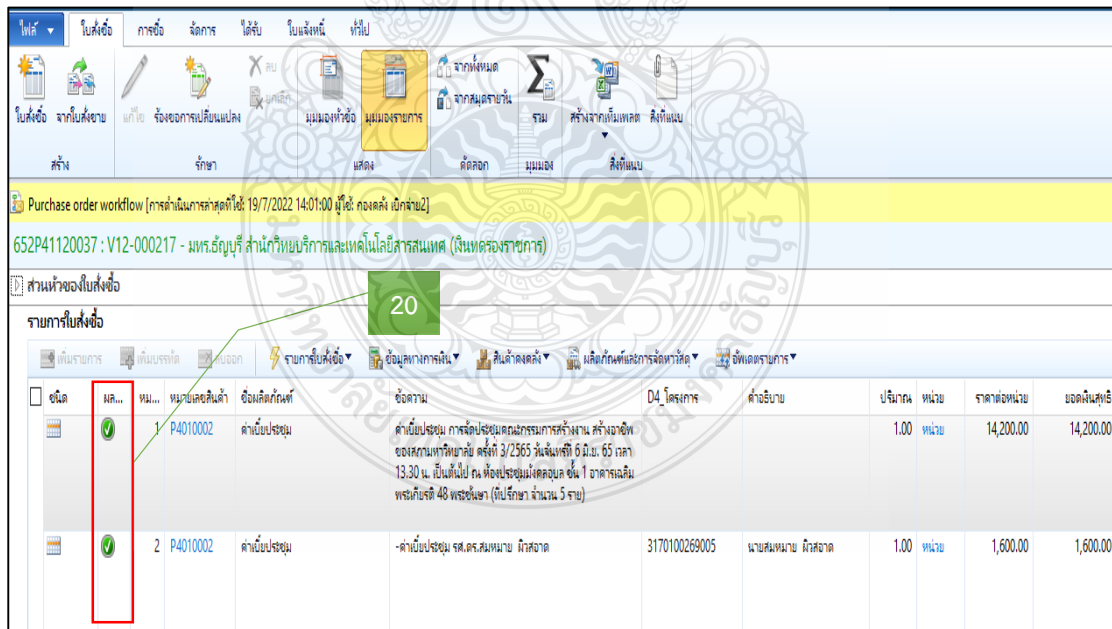 ไฟล์ ใบสั่งซื้อ การซื้อ จัดการ ได้รับ ใบแจ้งหนี้ ทั่วไป
ใบสั่งซื้อ จากใบสั่งขาย แก้ไข ร้องขอการเปลี่ยนแปลง ลบ ยกเลิก มุมมองหัวข้อ มุมมองรายการ จากทั้งหมด จากสมุดรายวัน รวม สร้างจากเท็มเพลต สิ่งที่แนบ
สร้าง รักษา แสดง คัดลอก มุมมอง สิ่งที่แนบ
Purchase order workflow [การดำเนินการล่าสุดที่ใช้: 19/7/2022 14:01:00 ผู้ใช้: กองคลัง เบิกจ่าย2]
652P41120037 : V12-000217 - มทร.ธัญบุรี สำนักวิทยบริการและเทคโนโลยีสารสนเทศ (เงินทดรองราชการ)
ส่วนหัวของใบสั่งซื้อ
20
รายการใบสั่งซื้อ
เพิ่มรายการ เพิ่มบรรทัด ลบออก รายการใบสั่งซื้อ ข้อมูลทางการเงิน สินค้าคงคลัง ผลิตภัณฑ์และการจัดหาวัสดุ อัพเดตรายการ
ชนิด ผล... หม... หมายเลขสินค้า ชื่อผลิตภัณฑ์ ข้อความ D4_โครงการ คำอธิบาย ปริมาณ หน่วย ราคาต่อหน่วย ยอดเงินสุทธิ
1 P4010002 ค่าเบี้ยประชุม ค่าเบี้ยประชุม การจัดประชุมคณะกรรมการสร้างงาน สร้างอาชีพ 1.00 หน่วย 14,200.00 14,200.00
ของสภามหาวิทยาลัย ครั้งที่ 3/2565 วันจันทร์ที่ 6 มิ.ย. 65 เวลา
13.30 น. เป็นต้นไป ณ ห้องประชุมมังคลอุบล ชั้น 1 อาคารเฉลิม
พระเกียรติ 48 พระชันษา (ที่ปรึกษา จำนวน 5 ราย)
2 P4010002 ค่าเบี้ยประชุม -ค่าเบี้ยประชุม รศ.ดร.สมหมาย ผิวสอาด 3170100269005 นายสมหมาย ผิวสอาด 1.00 หน่วย 1,600.00 1,600.00